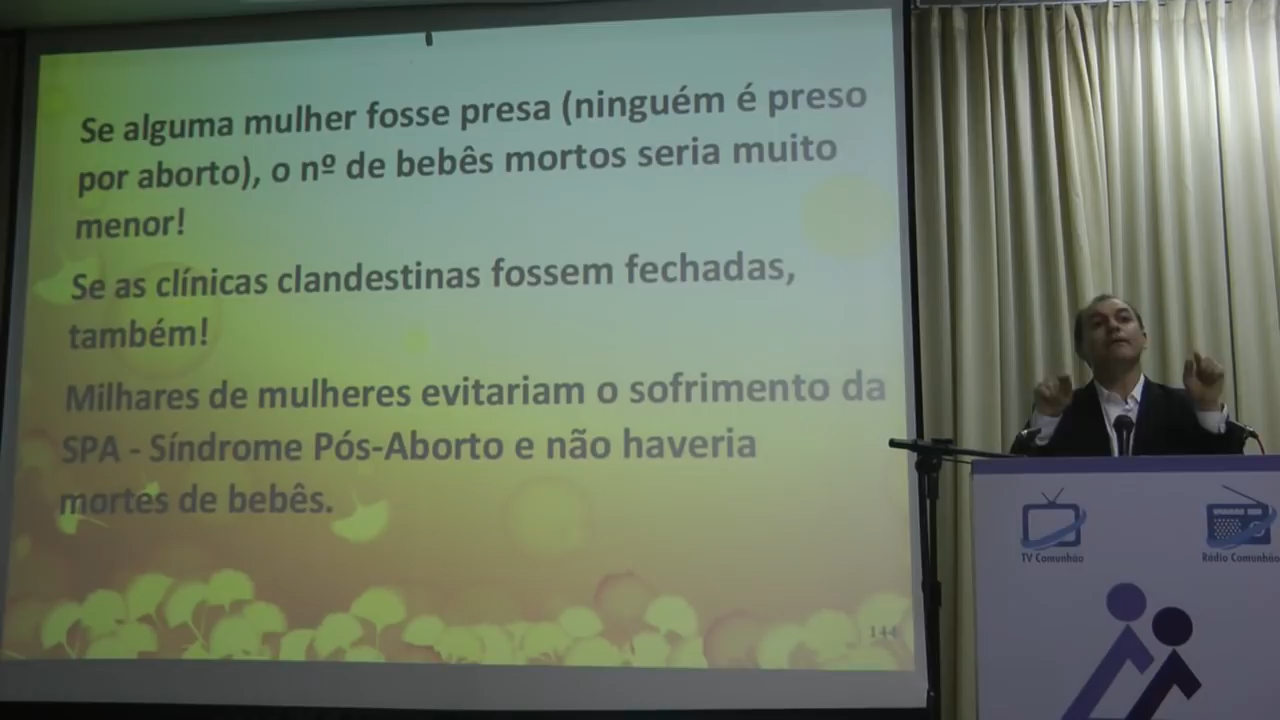 Se alguma mulher fosse presa (ninguém é preso
por aborto), o nº de bebês mortos seria muito
menor!
Se as clínicas clandestinas fossem fechadas,
também!
Milhares de mulheres evitariam o sofrimento da
SPA - Síndrome Pós-Aborto e não haveria
mortes de bebês.
144
TV Comunhão
Rádio Comunhão